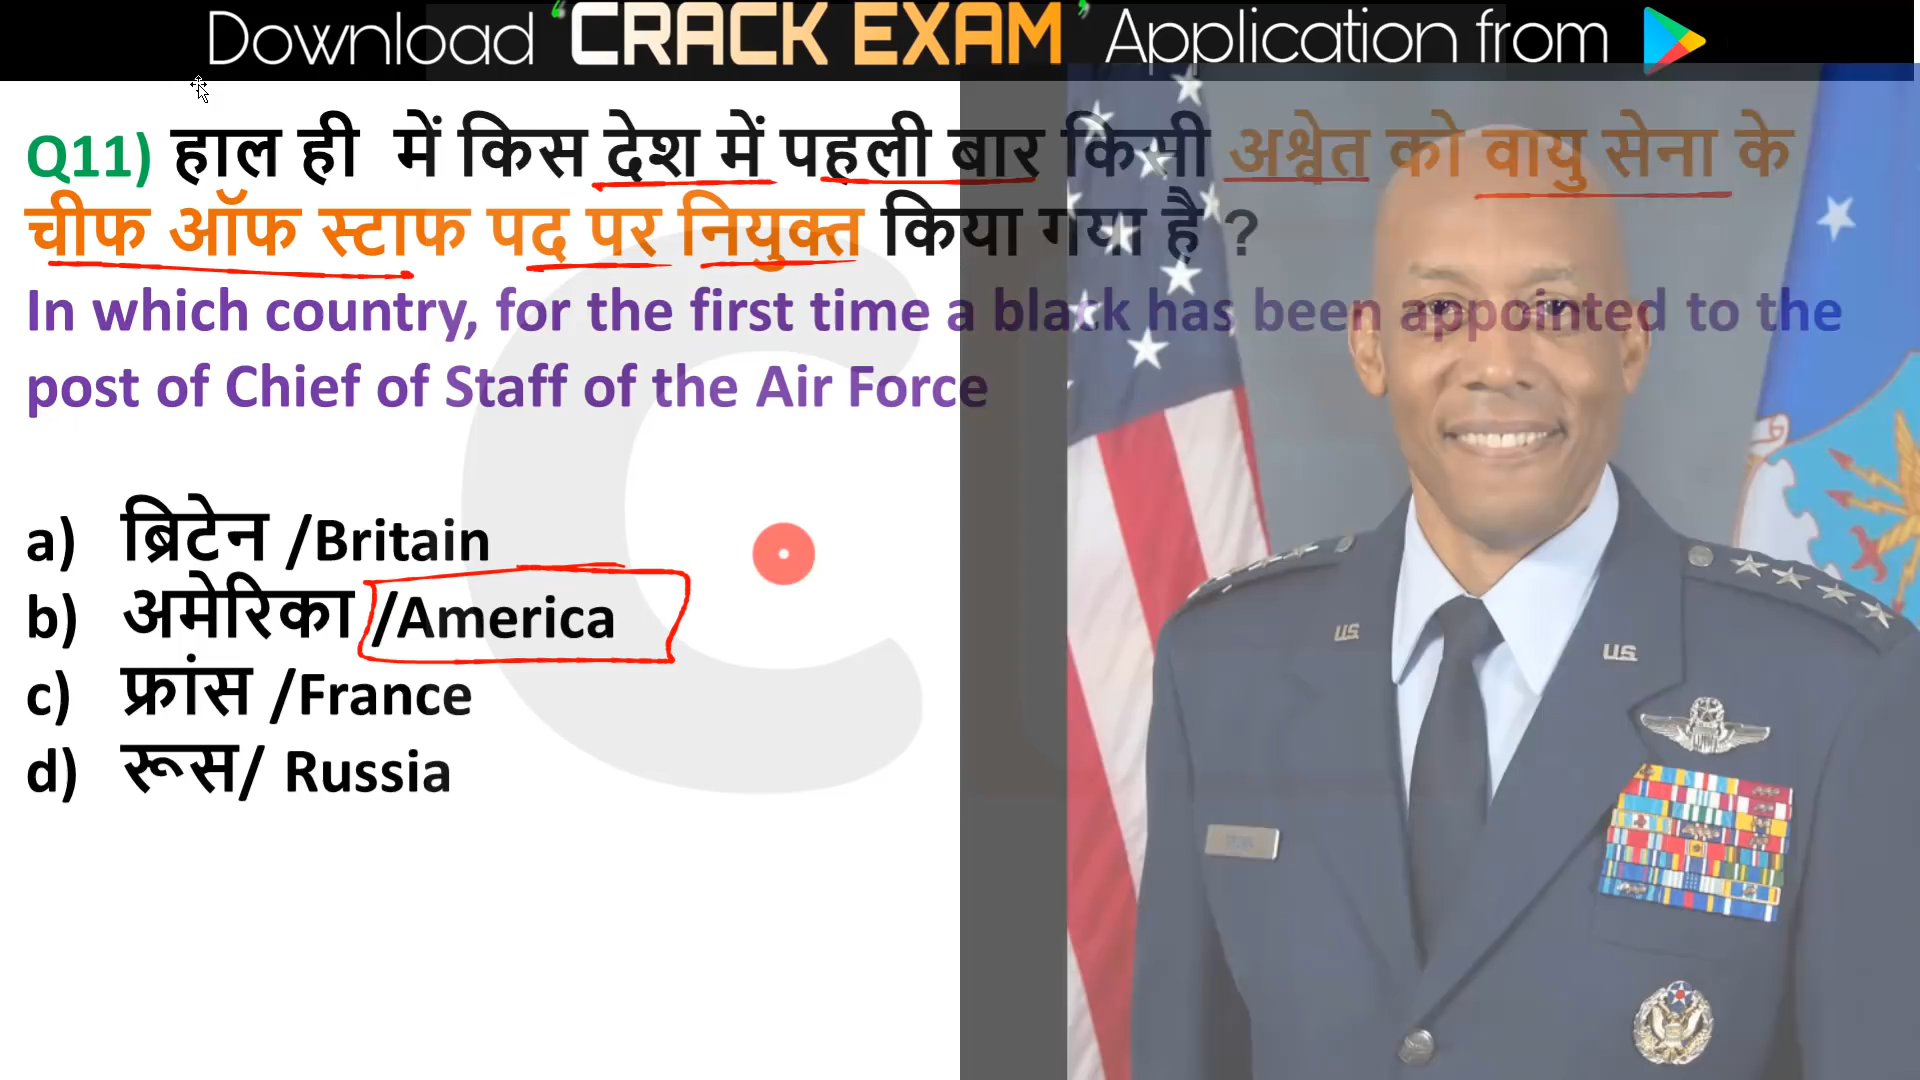 Download ‘CRACK EXAM’ Application from
Q11) हाल ही में किस देश में पहली बार किसी अश्वेत को वायु सेना के
चीफ ऑफ स्टाफ पद पर नियुक्त किया गया है ?
In which country, for the first time a black has been appointed to the
post of Chief of Staff of the Air Force
a) ब्रिटेन /Britain
b) अमेरिका /America
c) फ्रांस /France
d) रूस/ Russia
U.S.
U.S.